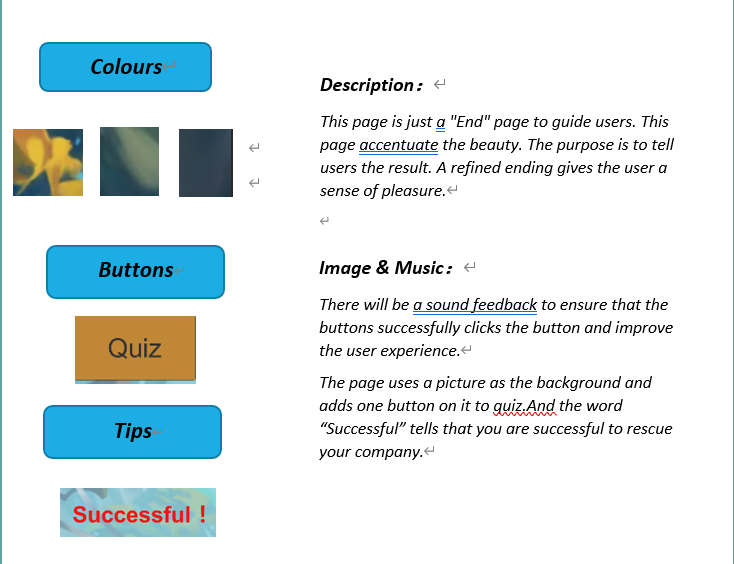 Colours
Buttons
Quiz
Tips
Successful !
Description：
This page is just a "End" page to guide users. This
page accentuate the beauty. The purpose is to tell
users the result. A refined ending gives the user a
sense of pleasure.
Image & Music：
There will be a sound feedback to ensure that the
buttons successfully clicks the button and improve
the user experience.
The page uses a picture as the background and
adds one button on it to quiz.And the word
“Successful” tells that you are successful to rescue
your company.